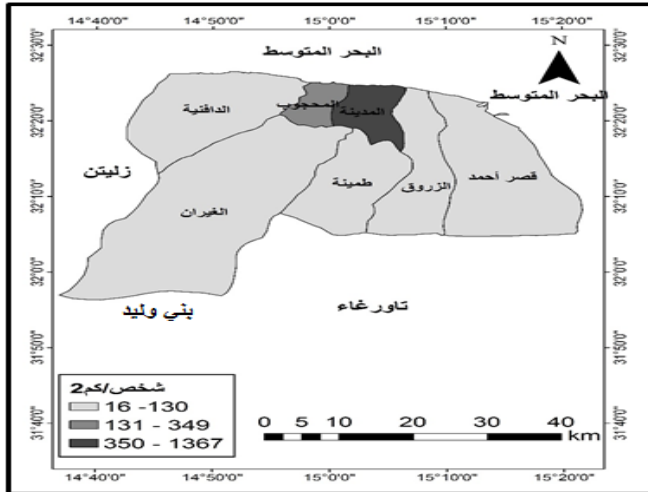 14°40'0" 14°50'0" 15°0'0" 15°10'0" 15°20'0"
32°30'0"
32°20'0"
32°10'0"
32°0'0"
31°50'0"
31°40'0"
البحر المتوسط
N
البحر المتوسط
الدافنية
المحجوب
المدينة
زليتن
الغيران
طمينة
الزروق
قصر أحمد
بني وليد
تاورغاء
شخص/كم2
16 -130
131 - 349
350 - 1367
0 5 10 20 30 40
km
32°30'0"
32°20'0"
32°10'0"
32°0'0"
31°50'0"
31°40'0"
14°40'0" 14°50'0" 15°0'0" 15°10'0" 15°20'0"